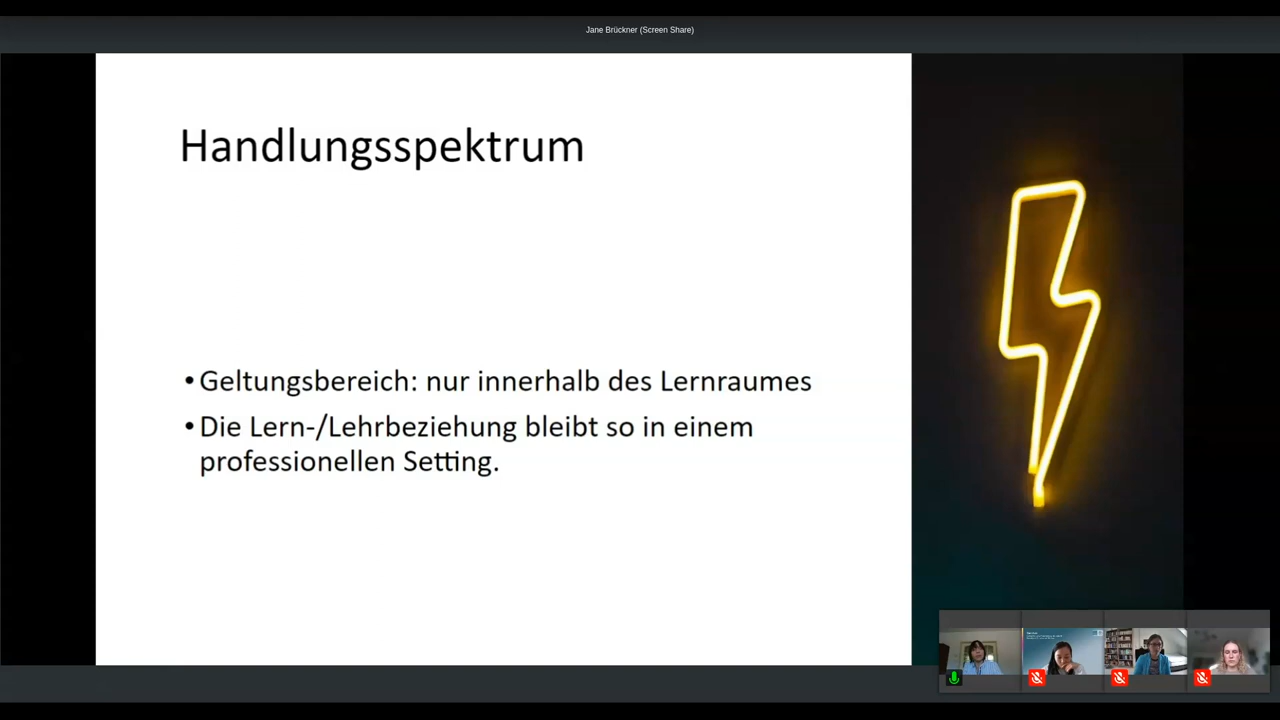 Jane Brückner (Screen Share)
Handlungsspektrum
• Geltungsbereich: nur innerhalb des Lernraumes
• Die Lern-/Lehrbeziehung bleibt so in einem
professionellen Setting.